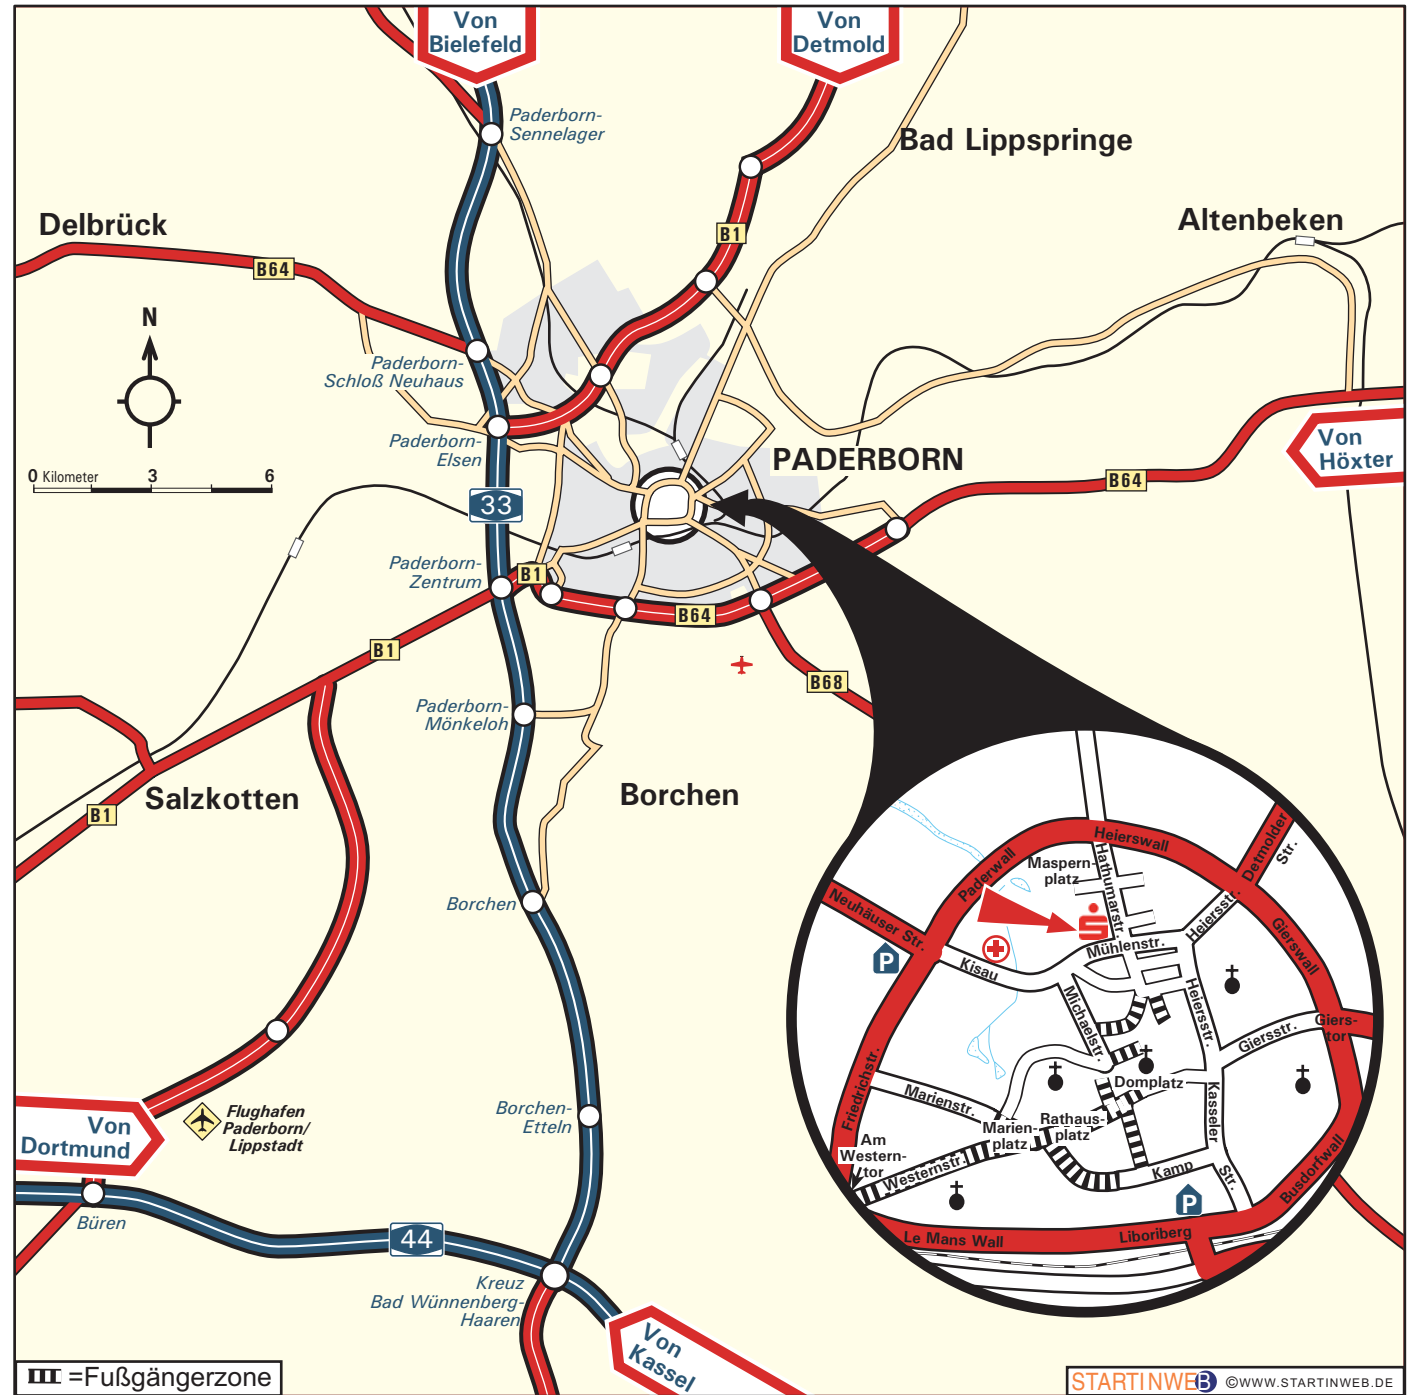 Von
Bielefeld
Von
Detmold
Paderborn-
Sennelager
Bad Lippspringe
Delbrück
Altenbeken
B1
B64
N
Paderborn-
Schloß Neuhaus
Paderborn-
Elsen
PADERBORN
Von
Höxter
0 Kilometer 3 6
B64
33
Paderborn-
Zentrum
B1
B64
B1
B68
Paderborn-
Mönkeloh
Salzkotten
Borchen
B1
Borchen
Heierswall
Detmolder
Str.
Paderwall
Maspern-
platz
Hathumarstr.
Neuhäuser Str.
Heiersstr.
Gierswall
P
Kisau
Mühlenstr.
Michaelstr.
Heiersstr.
Giersstr.
Giers-
tor
Friedrichstr.
Domplatz
Marienstr.
Kasseler
Str.
Marien-
platz
Rathaus-
platz
Am
Western-
tor
Westernstr.
Kamp
P
Busdorfwall
Le Mans Wall
Liboriberg
Flughafen
Paderborn/
Lippstadt
Von
Dortmund
Borchen-
Etteln
Büren
44
Kreuz
Bad Wünnenberg-
Haaren
Von
Kassel
=Fußgängerzone
STARTINWEB ©WWW.STARTINWEB.DE